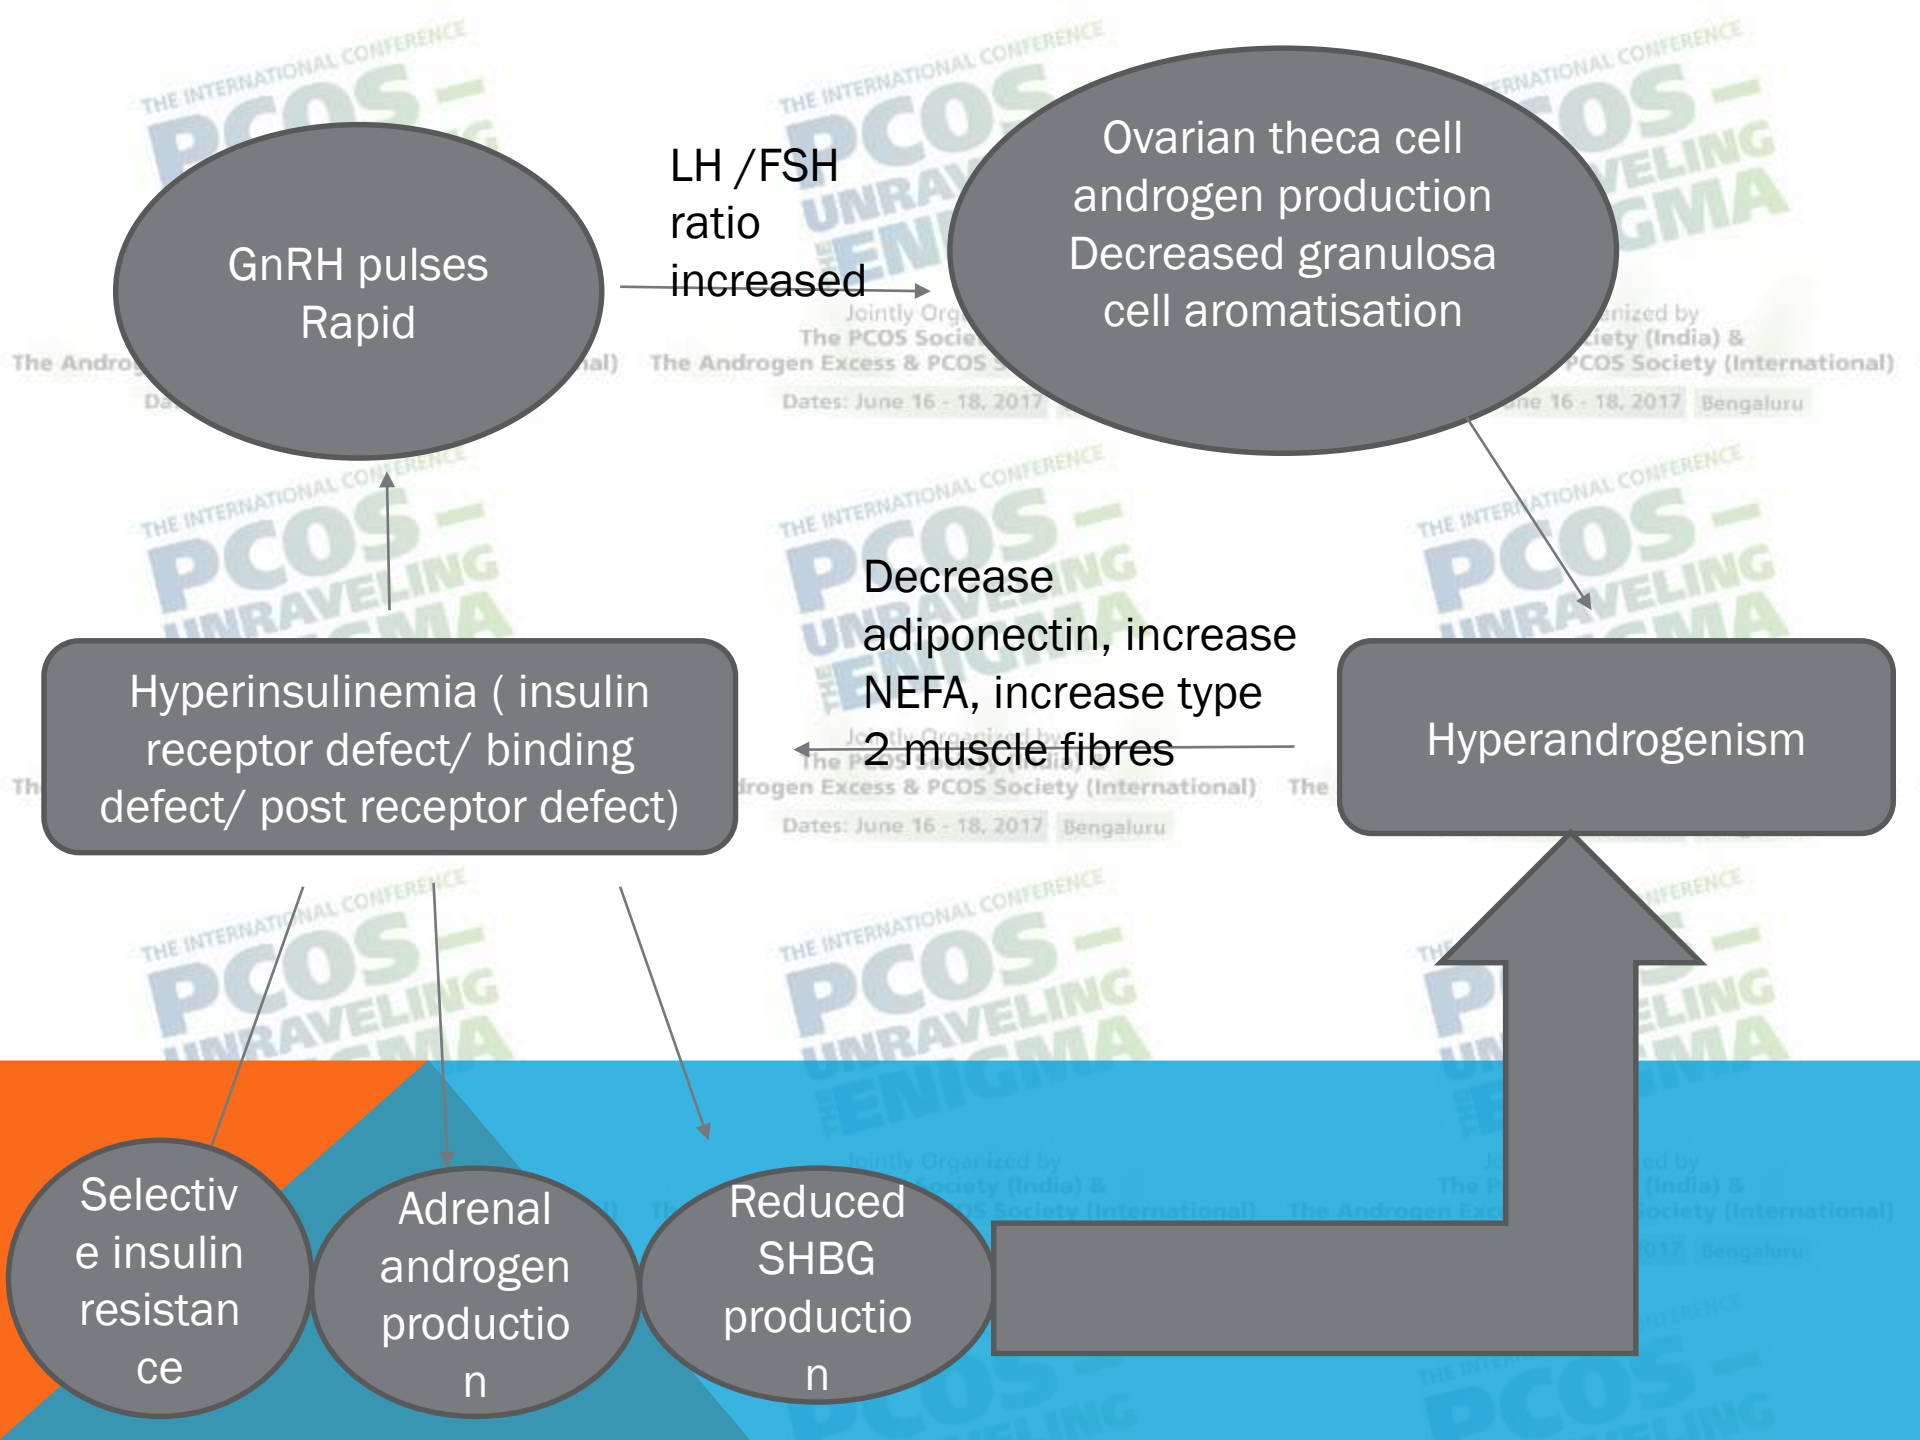 GnRH pulses
Rapid
LH /FSH
ratio
increased
Ovarian theca cell
androgen production
Decreased granulosa
cell aromatisation
Hyperinsulinemia ( insulin
receptor defect/ binding
defect/ post receptor defect)
Decrease
adiponectin, increase
NEFA, increase type
2 muscle fibres
Hyperandrogenism
Selectiv
e insulin
resistan
ce
Adrenal
androgen
productio
n
Reduced
SHBG
productio
n
THE INTERNATIONAL CONFERENCE
PCOS –
UNRAVELING
THE ENIGMA
Jointly Organized by
The PCOS Society (India) &
The Androgen Excess & PCOS Society (International)
Dates: June 16 - 18, 2017 Bengaluru